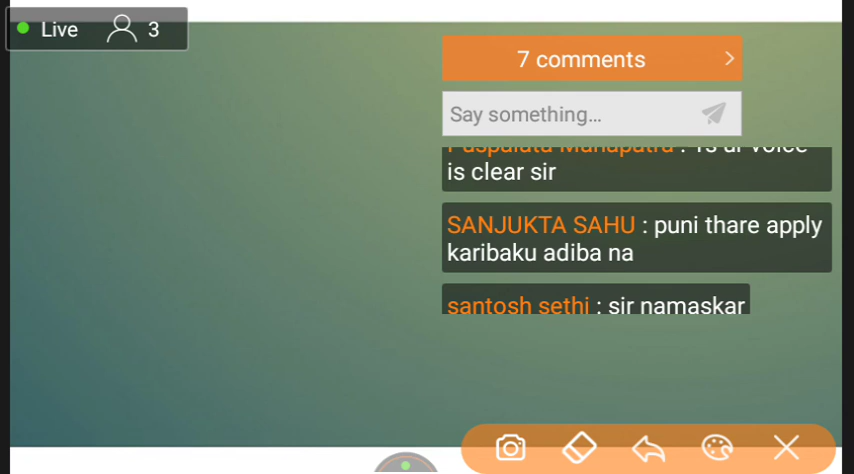 Live 3
7 comments
Say something...
is clear sir
SANJUKTA SAHU : puni thare apply
karibaku adiba na
santosh sethi : sir namaskar